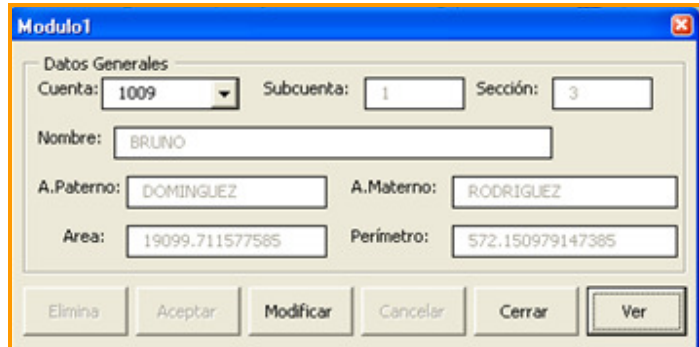 Modulo1
Datos Generales
Cuenta: 1009 Subcuenta: 1 Sección: 3
Nombre: BRUNO
A.Paterno: DOMINGUEZ A.Materno: RODRIGUEZ
Area: 19099.711577585 Perímetro: 572.150979147385
Elimina Aceptar Modificar Cancelar Cerrar Ver